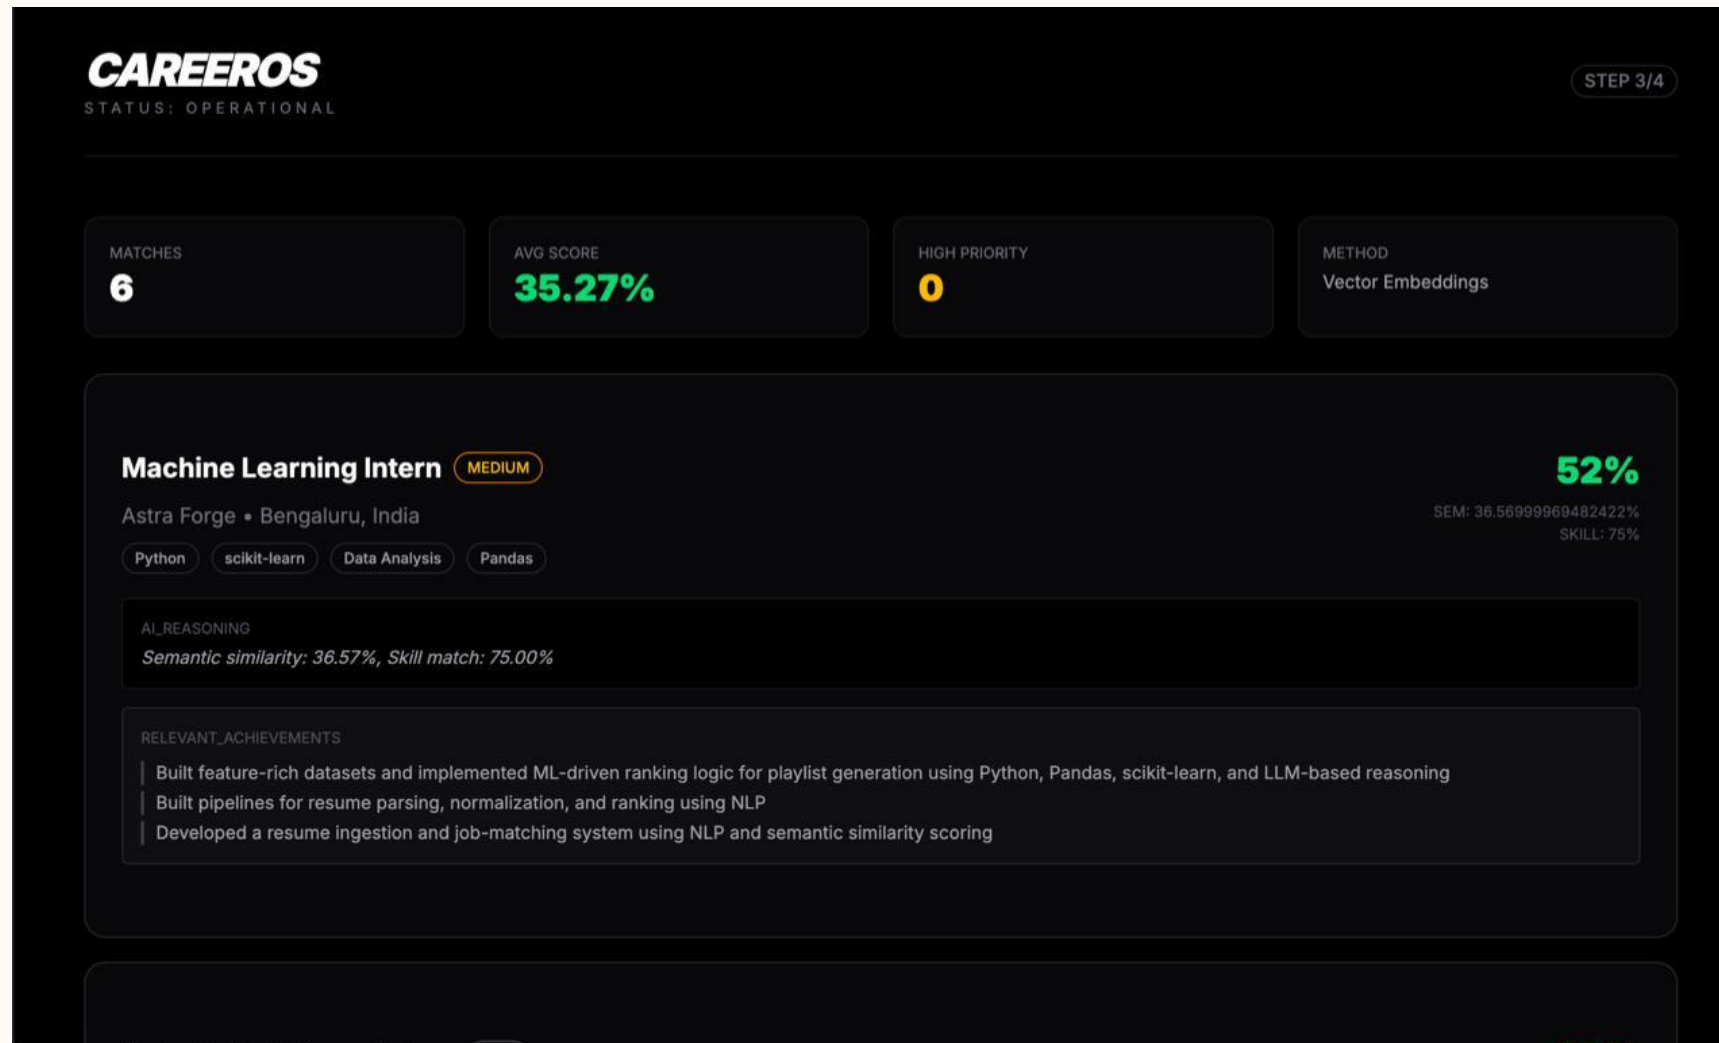 CAREEROS
STATUS: OPERATIONAL
STEP 3/4
MATCHES
6
AVG SCORE
35.27%
HIGH PRIORITY
0
METHOD
Vector Embeddings
Machine Learning Intern MEDIUM
52%
Astra Forge • Bengaluru, India
SEM: 36.56999969482422%
SKILL: 75%
Python scikit-learn Data Analysis Pandas
AI_REASONING
Semantic similarity: 36.57%, Skill match: 75.00%
RELEVANT_ACHIEVEMENTS
Built feature-rich datasets and implemented ML-driven ranking logic for playlist generation using Python, Pandas, scikit-learn, and LLM-based reasoning
Built pipelines for resume parsing, normalization, and ranking using NLP
Developed a resume ingestion and job-matching system using NLP and semantic similarity scoring